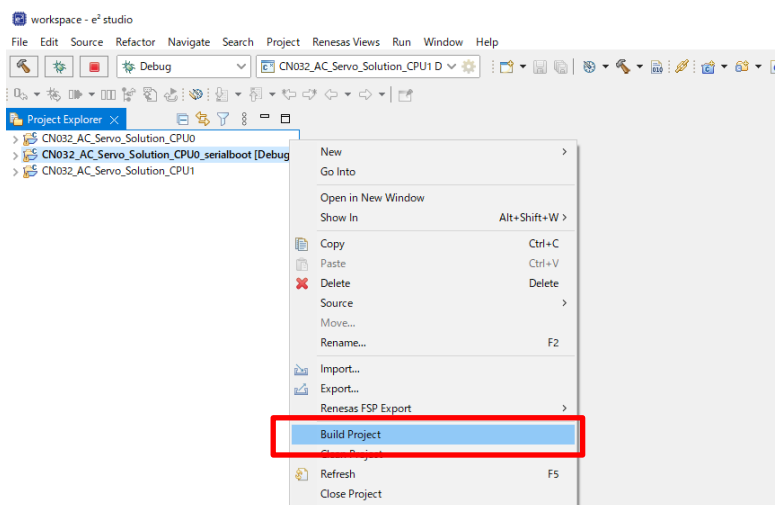 workspace - e² studio
File Edit Source Refactor Navigate Search Project Renesas Views Run Window Help
Debug CN032_AC_Servo_Solution_CPU1 D
Project Explorer
CN032_AC_Servo_Solution_CPU0
CN032_AC_Servo_Solution_CPU0_serialboot [Debug
CN032_AC_Servo_Solution_CPU1
New
Go Into
Open in New Window
Show In Alt+Shift+W >
Copy Ctrl+C
Paste Ctrl+V
Delete Delete
Source
Move...
Rename... F2
Import...
Export...
Renesas FSP Export
Build Project
Clean Project
Refresh F5
Close Project